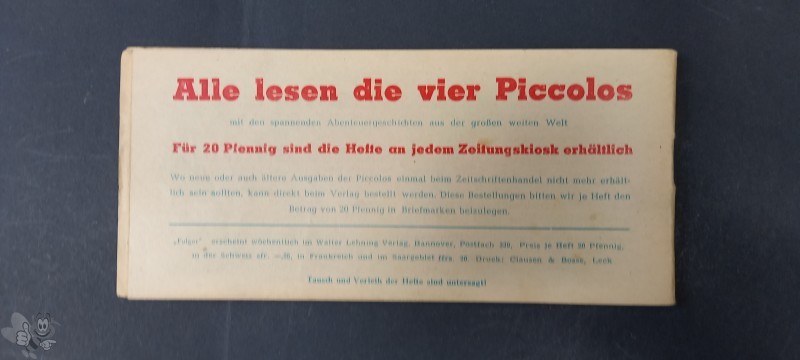 Alle lesen die vier Piccolos
mit den spannenden Abenteuergeschichten aus der großen weiten Welt
Für 20 Pfennig sind die Hefte an jedem Zeitungskiosk erhältlich
Wo neue oder auch ältere Ausgaben der Piccolos einmal beim Zeitschriftenhandel nicht mehr erhält-
lich sein sollten, kann direkt beim Verlag bestellt werden. Diese Bestellungen bitten wir je Heft den
Betrag von 20 Pfennig in Briefmarken beizulegen.
„Fulgor" erscheint wöchentlich im Walter Lehning Verlag, Hannover, Postfach 220, Preis je Heft 20 Pfennig,
in der Schweiz sfr. in Frankreich und im Saargebiet ffrs. 20 Druck: Clausen & Bosse, Leck
Tausch und Verleih der Hefte sind untersagt!